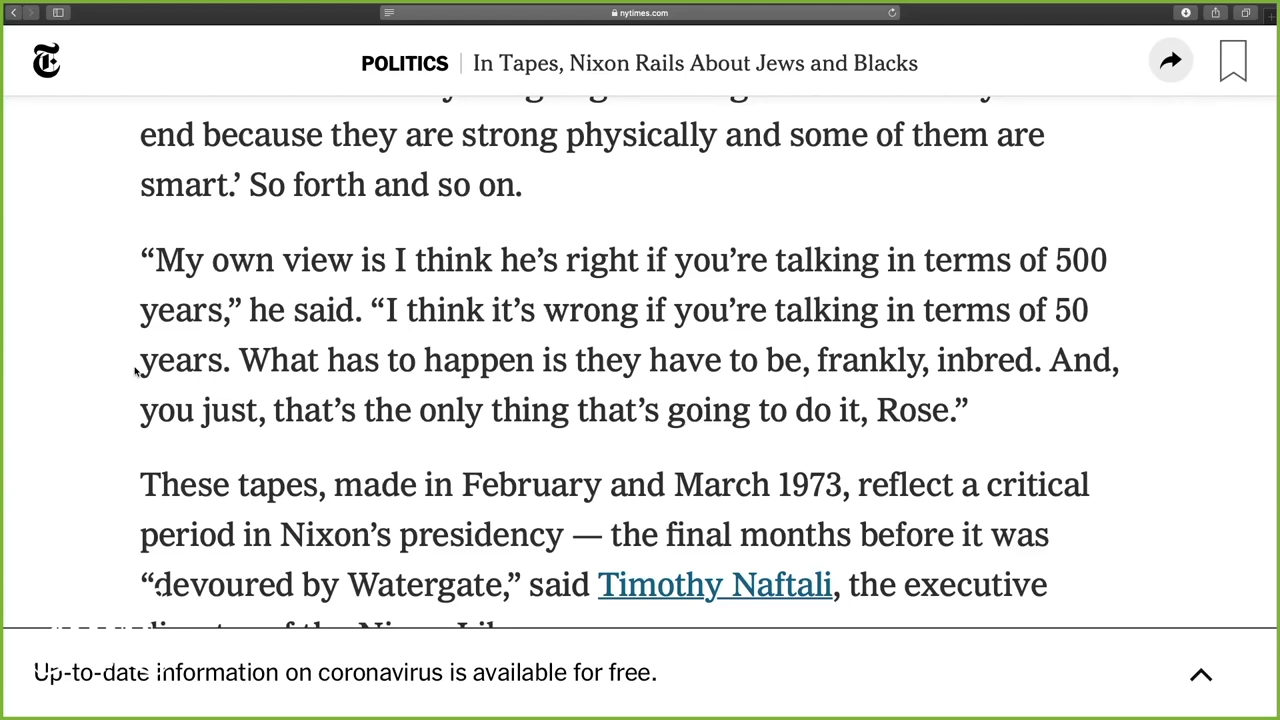 nytimes.com
POLITICS | In Tapes, Nixon Rails About Jews and Blacks
end because they are strong physically and some of them are
smart.’ So forth and so on.
“My own view is I think he’s right if you’re talking in terms of 500
years,” he said. “I think it’s wrong if you’re talking in terms of 50
years. What has to happen is they have to be, frankly, inbred. And,
you just, that’s the only thing that’s going to do it, Rose.”
These tapes, made in February and March 1973, reflect a critical
period in Nixon’s presidency — the final months before it was
“devoured by Watergate,” said Timothy Naftali, the executive
Up-to-date information on coronavirus is available for free.